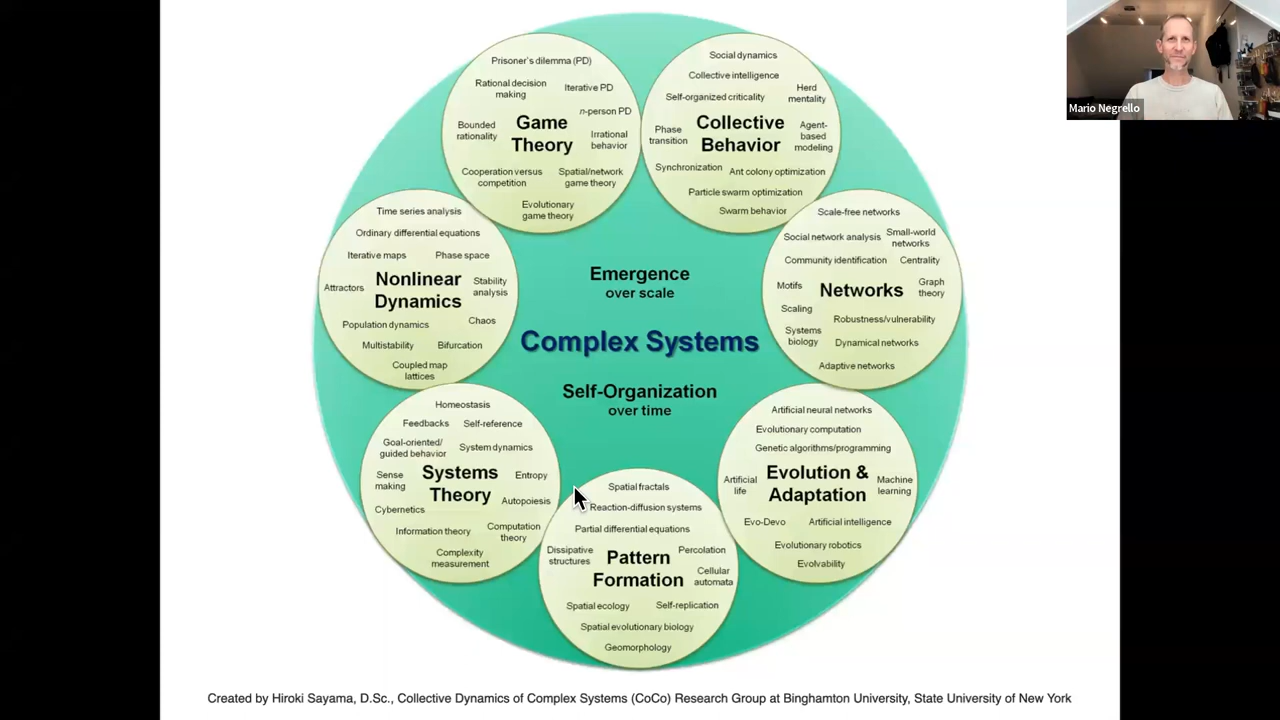 Mario Negrello
Prisoner's dilemma (PD)
Rational decision
making
Iterative PD
n-person PD
Bounded
rationality
Game
Theory
Irrational
behavior
Cooperation versus
competition
Spatial/network
game theory
Evolutionary
game theory
Social dynamics
Collective intelligence
Self-organized criticality
Herd
mentality
Phase
transition
Collective
Behavior
Agent-
based
modeling
Synchronization
Ant colony optimization
Particle swarm optimization
Swarm behavior
Time series analysis
Ordinary differential equations
Iterative maps
Phase space
Attractors
Nonlinear
Dynamics
Stability
analysis
Population dynamics
Chaos
Multistability
Bifurcation
Coupled map
lattices
Emergence
over scale
Complex Systems
Self-Organization
over time
Scale-free networks
Social network analysis
Small-world
networks
Community identification
Centrality
Motifs
Networks
Graph
theory
Scaling
Robustness/vulnerability
Systems
biology
Dynamical networks
Adaptive networks
Homeostasis
Feedbacks
Self-reference
Goal-oriented/
guided behavior
System dynamics
Sense
making
Systems
Theory
Entropy
Autopoiesis
Cybernetics
Information theory
Computation
theory
Complexity
measurement
Spatial fractals
Reaction-diffusion systems
Partial differential equations
Dissipative
structures
Pattern
Formation
Percolation
Cellular
automata
Spatial ecology
Self-replication
Spatial evolutionary biology
Geomorphology
Artificial neural networks
Evolutionary computation
Genetic algorithms/programming
Artificial
life
Evolution &
Adaptation
Machine
learning
Evo-Devo
Artificial intelligence
Evolutionary robotics
Evolvability
Created by Hiroki Sayama, D.Sc., Collective Dynamics of Complex Systems (CoCo) Research Group at Binghamton University, State University of New York